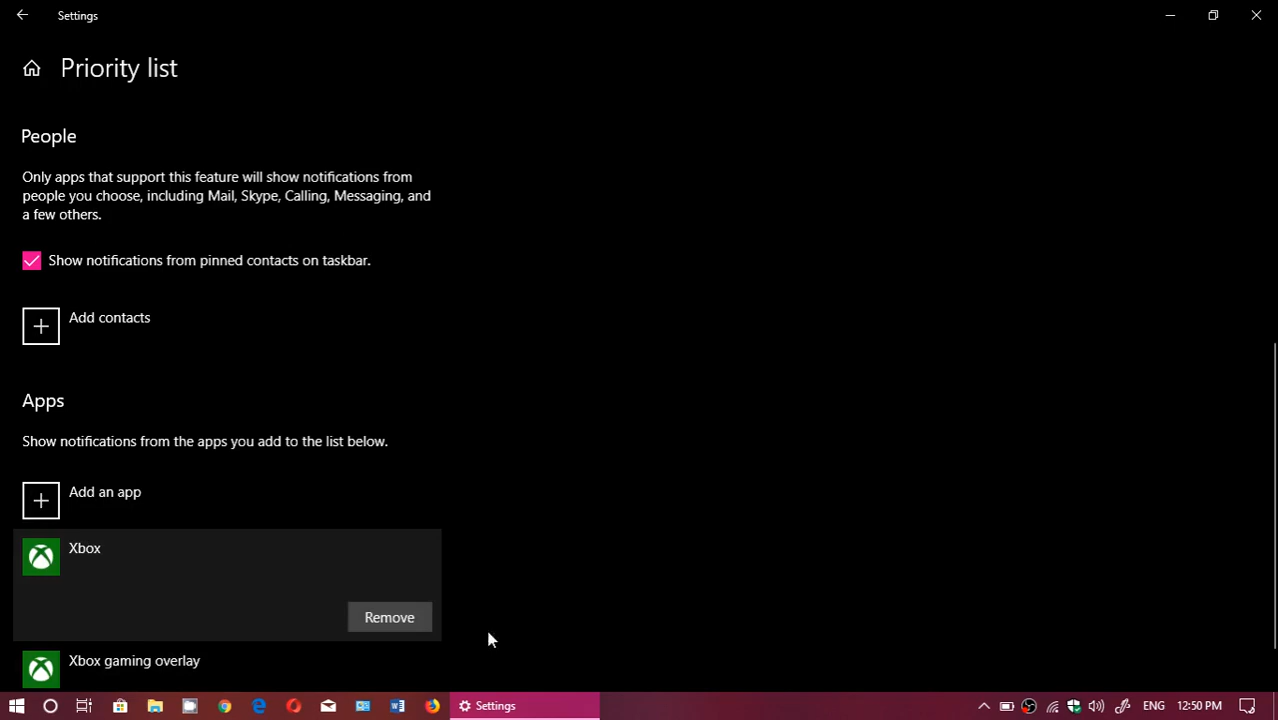 Settings
Priority list
People
Only apps that support this feature will show notifications from
people you choose, including Mail, Skype, Calling, Messaging, and
a few others.
Show notifications from pinned contacts on taskbar.
Add contacts
Apps
Show notifications from the apps you add to the list below.
Add an app
Xbox
Remove
Xbox gaming overlay
Settings
ENG
12:50 PM